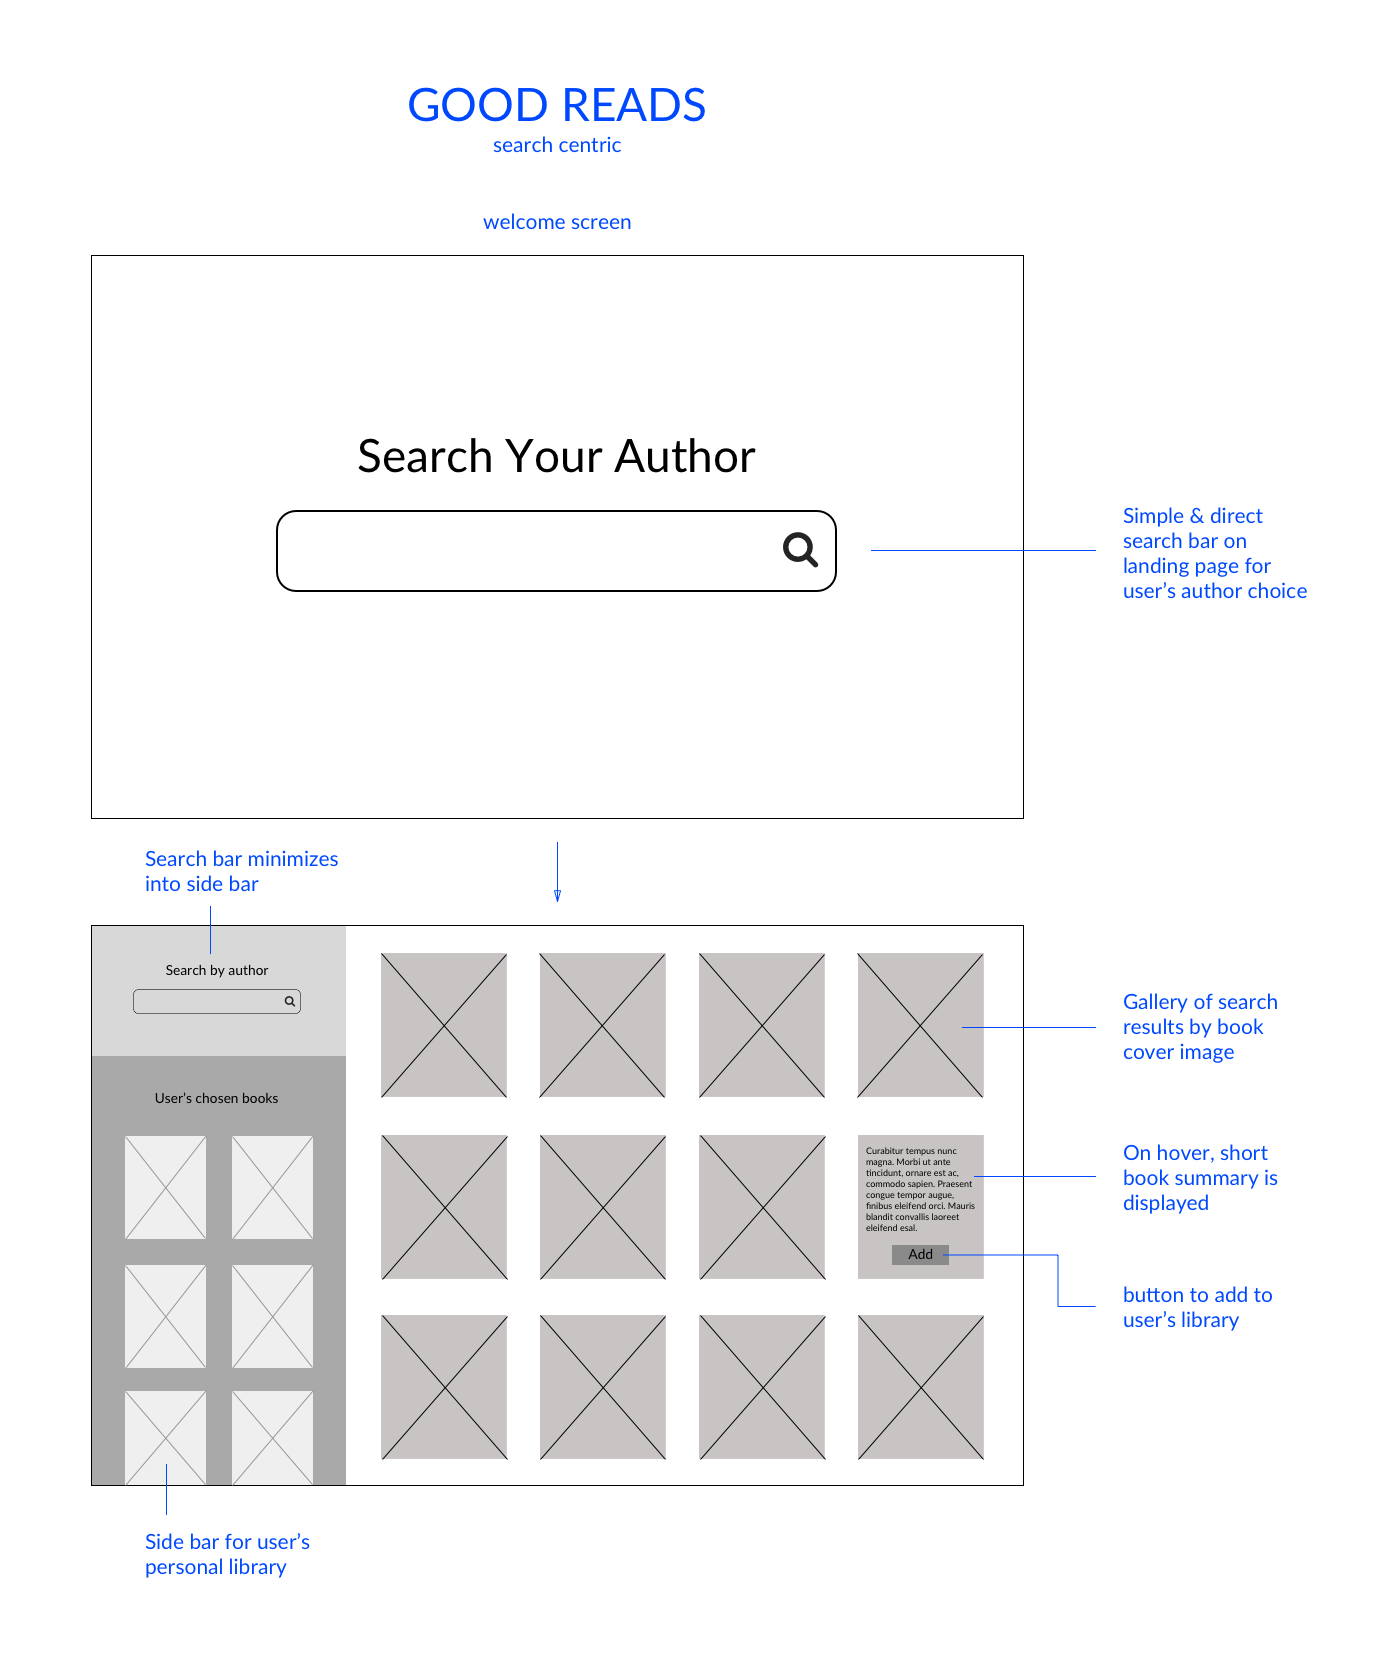 GOOD READS
search centric
welcome screen
Search Your Author
Simple & direct
search bar on
landing page for
user's author choice
Search bar minimizes
into side bar
Search by author
User's chosen books
Gallery of search
results by book
cover image
Curabitur tempus nunc
magna. Morbi ut ante
tincidunt, ornare est ac,
commodo sapien. Praesent
congue tempor augue,
finibus eleifend orci. Mauris
blandit convallis laoreet
eleifend esal.
Add
On hover, short
book summary is
displayed
button to add to
user's library
Side bar for user's
personal library